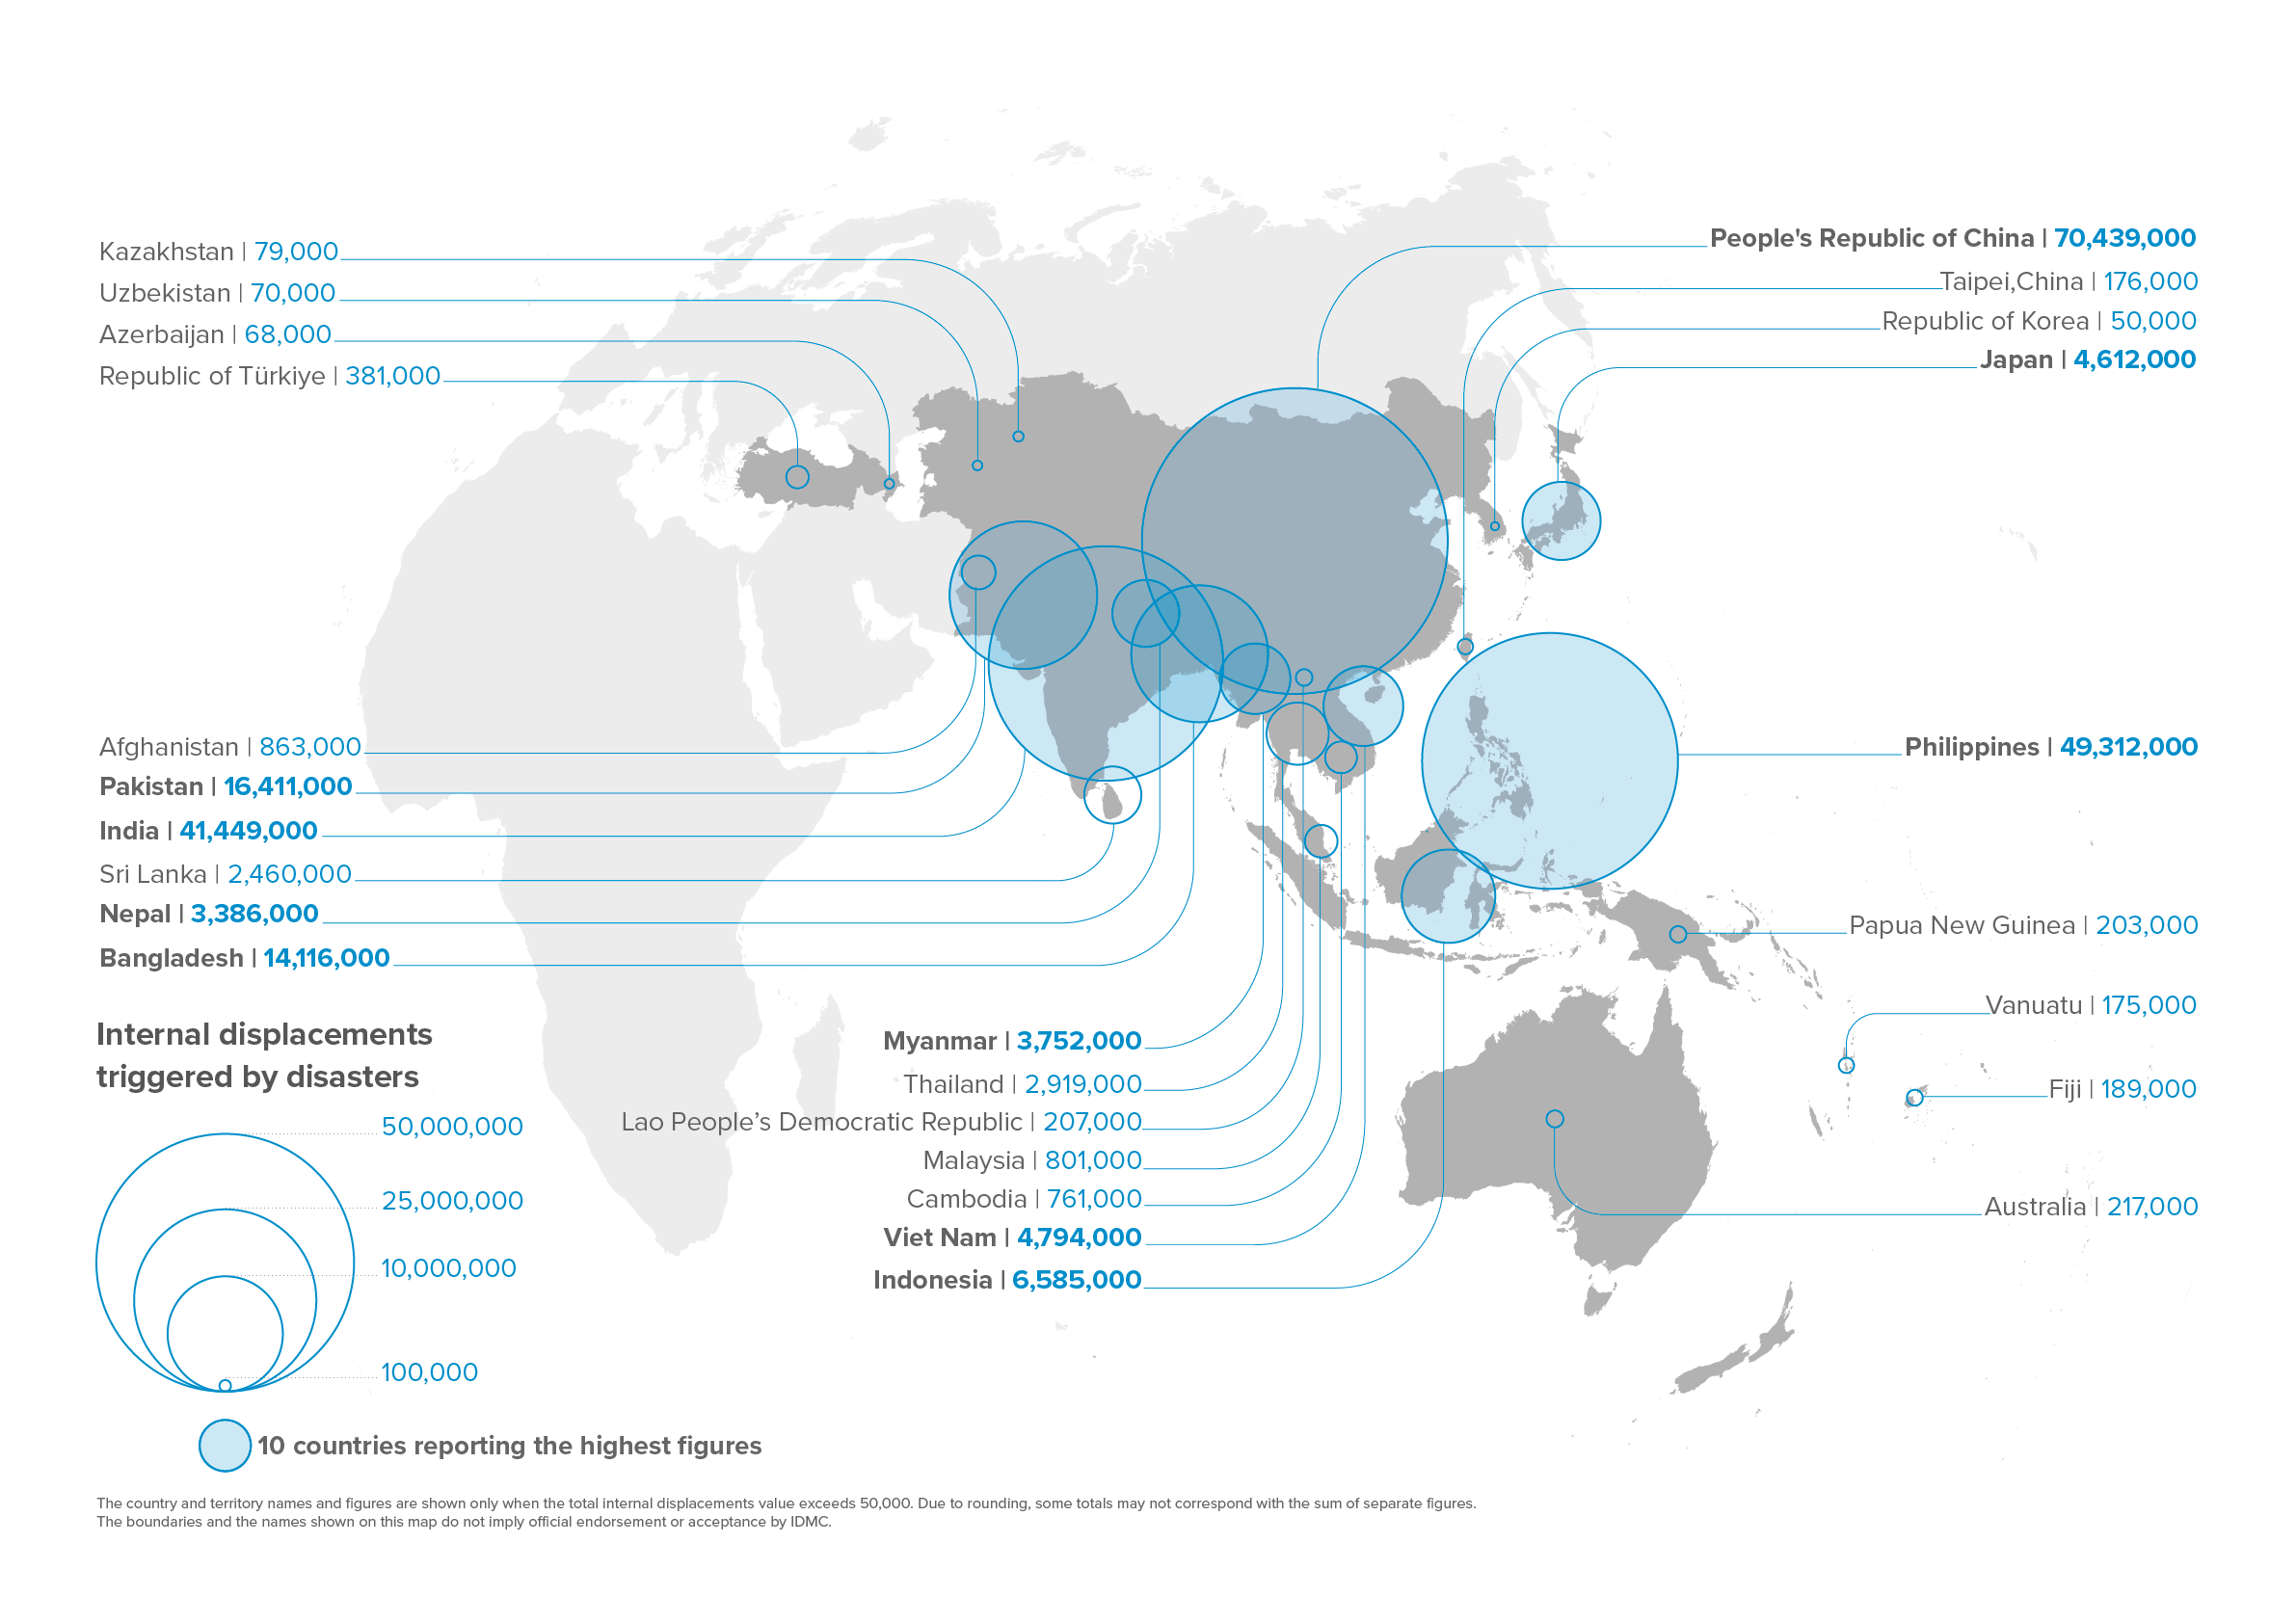 Kazakhstan | 79,000
Uzbekistan | 70,000
Azerbaijan | 68,000
Republic of Türkiye | 381,000
People's Republic of China | 70,439,000
Taipei,China | 176,000
Republic of Korea | 50,000
Japan | 4,612,000
Afghanistan | 863,000
Pakistan | 16,411,000
India | 41,449,000
Sri Lanka | 2,460,000
Nepal | 3,386,000
Bangladesh | 14,116,000
Philippines | 49,312,000
Papua New Guinea | 203,000
Vanuatu | 175,000
Fiji | 189,000
Australia | 217,000
Myanmar | 3,752,000
Thailand | 2,919,000
Lao People’s Democratic Republic | 207,000
Malaysia | 801,000
Cambodia | 761,000
Viet Nam | 4,794,000
Indonesia | 6,585,000
Internal displacements
triggered by disasters
50,000,000
25,000,000
10,000,000
100,000
10 countries reporting the highest figures
The country and territory names and figures are shown only when the total internal displacements value exceeds 50,000. Due to rounding, some totals may not correspond with the sum of separate figures.
The boundaries and the names shown on this map do not imply official endorsement or acceptance by IDMC.